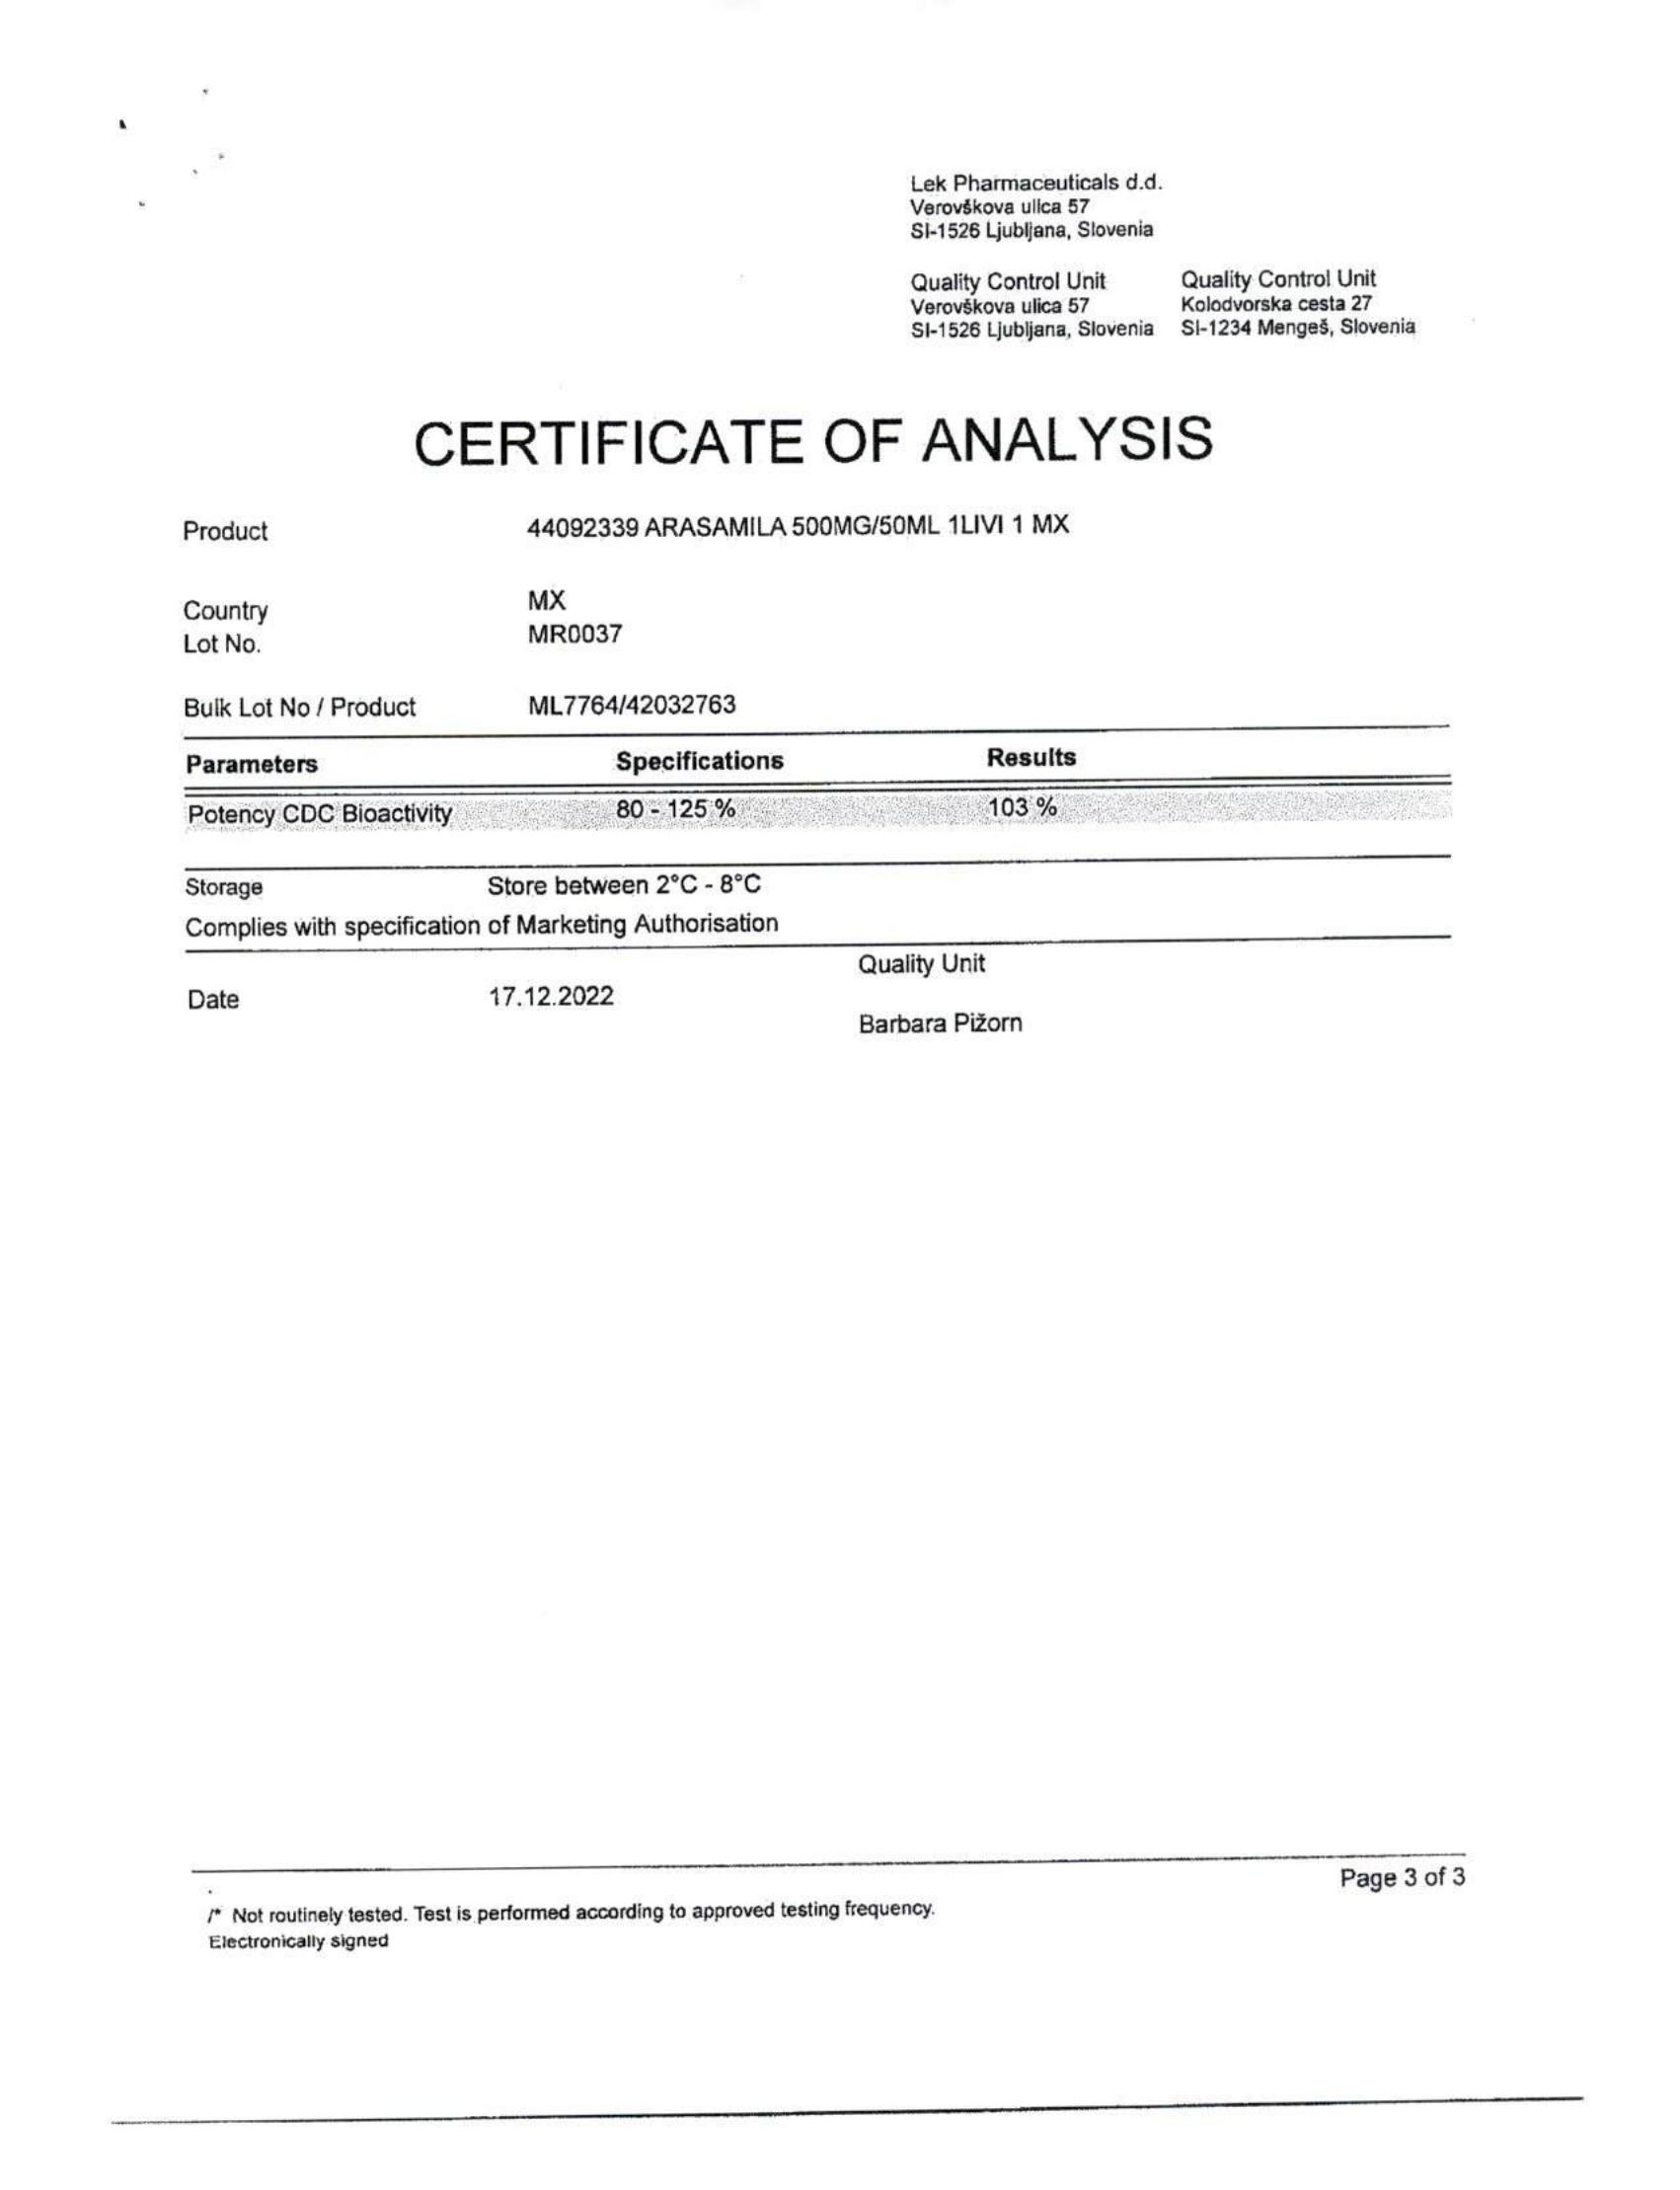 Lek Pharmaceuticals d.d.
Verovškova ulica 57
SI-1526 Ljubljana, Slovenia
Quality Control Unit Quality Control Unit
Verovškova ulica 57 Kolodvorska cesta 27
SI-1526 Ljubljana, Slovenia SI-1234 Mengeš, Slovenia
CERTIFICATE OF ANALYSIS
Product 44092339 ARASAMILA 500MG/50ML 1LIVI 1 MX
Country MX
Lot No. MR0037
Bulk Lot No / Product ML7764/42032763
Parameters Specifications Results
Potency CDC Bioactivity 80 - 125 % 103 %
Storage Store between 2°C - 8°C
Complies with specification of Marketing Authorisation
Quality Unit
Date 17.12.2022
Barbara Pižorn
Page 3 of 3
/* Not routinely tested. Test is performed according to approved testing frequency.
Electronically signed